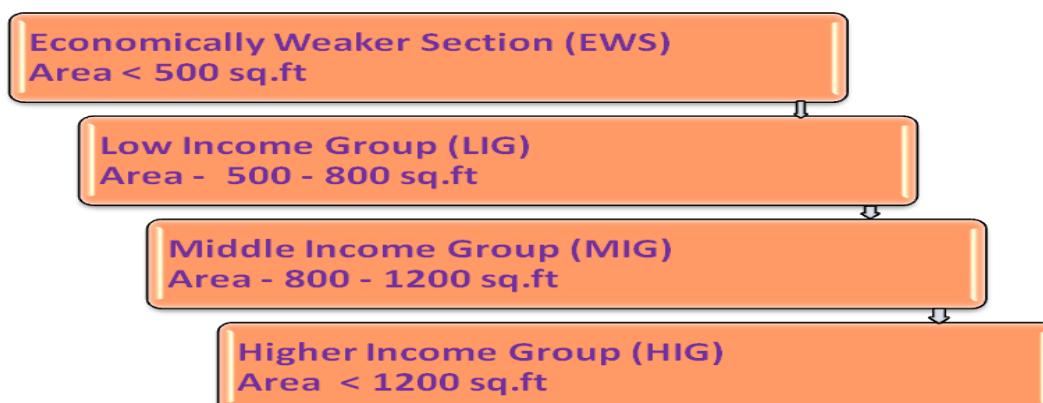 Economically Weaker Section (EWS)
Area < 500 sq.ft
Low Income Group (LIG)
Area -  500 - 800 sq.ft
Middle Income Group (MIG)
Area - 800 - 1200 sq.ft
Higher Income Group (HIG)
Area  < 1200 sq.ft